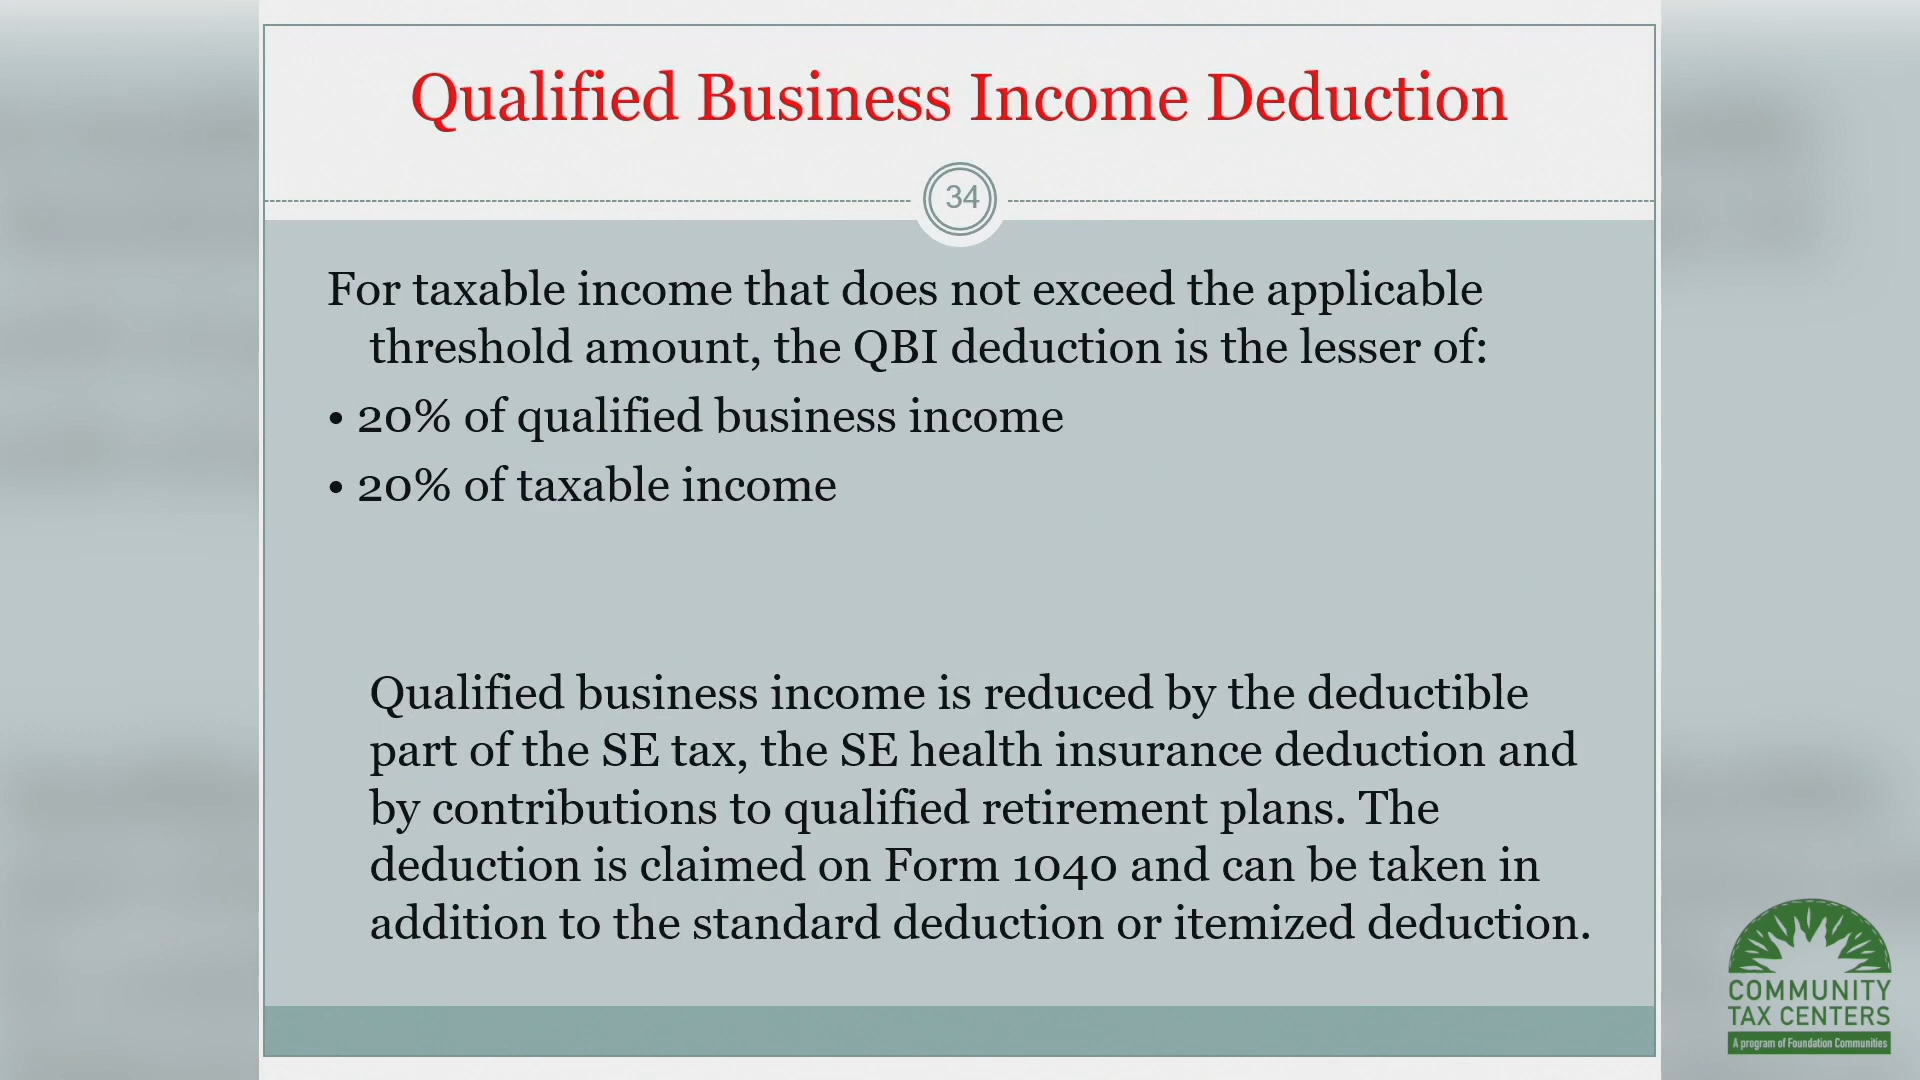 Qualified Business Income Deduction
34
For taxable income that does not exceed the applicable
threshold amount, the QBI deduction is the lesser of:
• 20% of qualified business income
• 20% of taxable income
Qualified business income is reduced by the deductible
part of the SE tax, the SE health insurance deduction and
by contributions to qualified retirement plans. The
deduction is claimed on Form 1040 and can be taken in
addition to the standard deduction or itemized deduction.
COMMUNITY
TAX CENTERS
A program of Foundation Communities